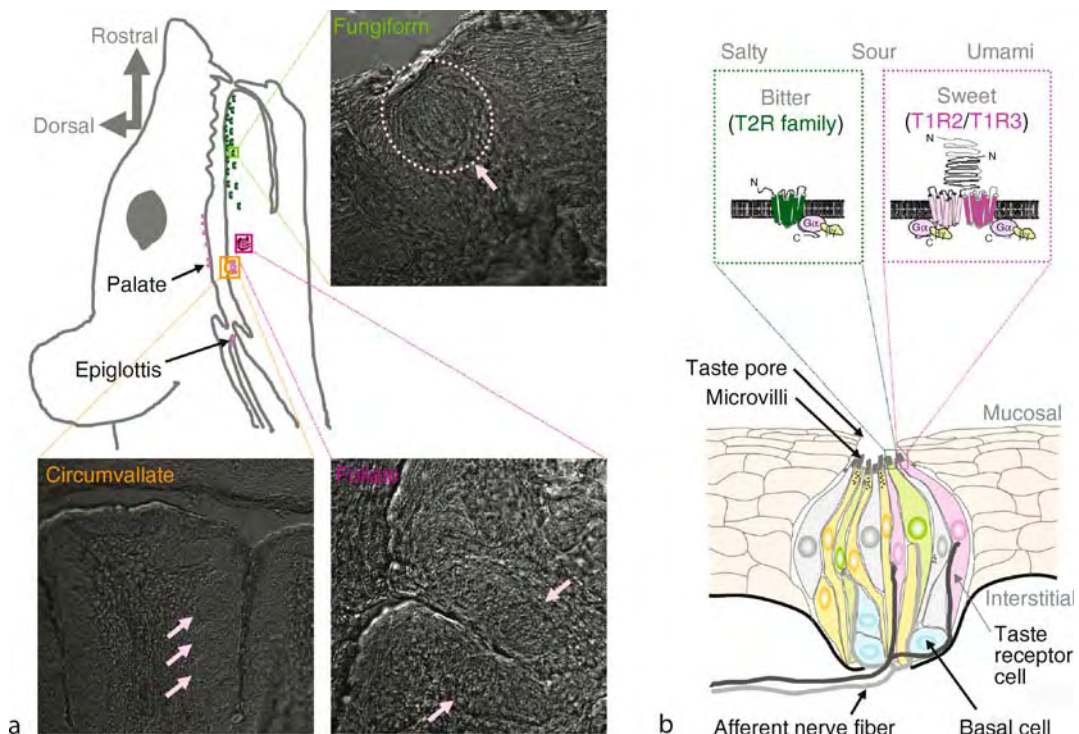 Rostral
Dorsal
Palate
Epiglottis
Fungiform
Circumvallate
Foliate
a
Salty Sour Umami
Bitter
(T2R family)
N
Gα
C
Sweet
(T1R2/T1R3)
N
N
Gα
C
Gα
C
Taste pore
Microvilli
Mucosal
Interstitial
Taste
receptor
cell
b
Afferent nerve fiber
Basal cell